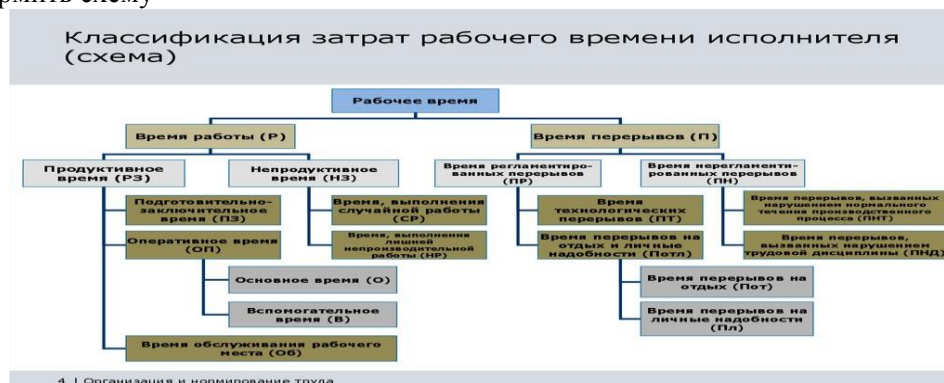 рмить схему
Классификация затрат рабочего времени исполнителя
(схема)
Рабочее время
Время работы (Р)
Время перерывов (П)
Продуктивное
время (РЗ)
Непродуктивное
время (НЗ)
Время регламентиро-
ванных перерывов
(ПР)
Время нерегламенти-
рованных перерывов
(ПН)
Подготовительно-
заключительное
время (ПЗ)
Время, выполнения
случайной работы
(СР)
Время
технологических
перерывов (ПТ)
Время перерывов, вызванных
нарушением нормального
течения производственного
процесса (ПНТ)
Оперативное время
(ОП)
Время, выполнения
лишней
непроизводительной
работы (НР)
Время перерывов на
отдых и личные
надобности (Потл)
Время перерывов,
вызванных нарушением
трудовой дисциплины (ПНД)
Основное время (О)
Время перерывов на
отдых (Пот)
Вспомогательное
время (В)
Время перерывов на
личные надобности
(Пл)
Время обслуживания рабочего
места (Об)
4 | Организация и нормирование труда